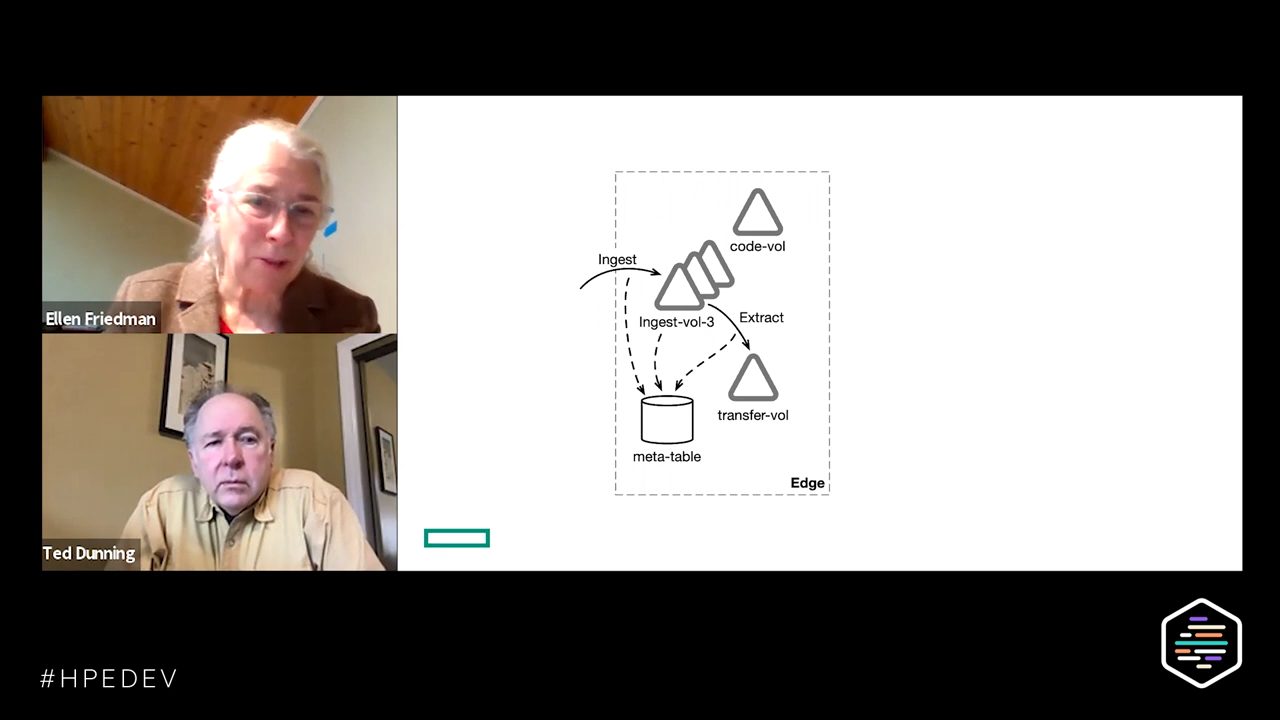 Ellen Friedman
Ted Dunning
code-vol
Ingest
Ingest-vol-3
Extract
transfer-vol
meta-table
Edge
#HPEDEV